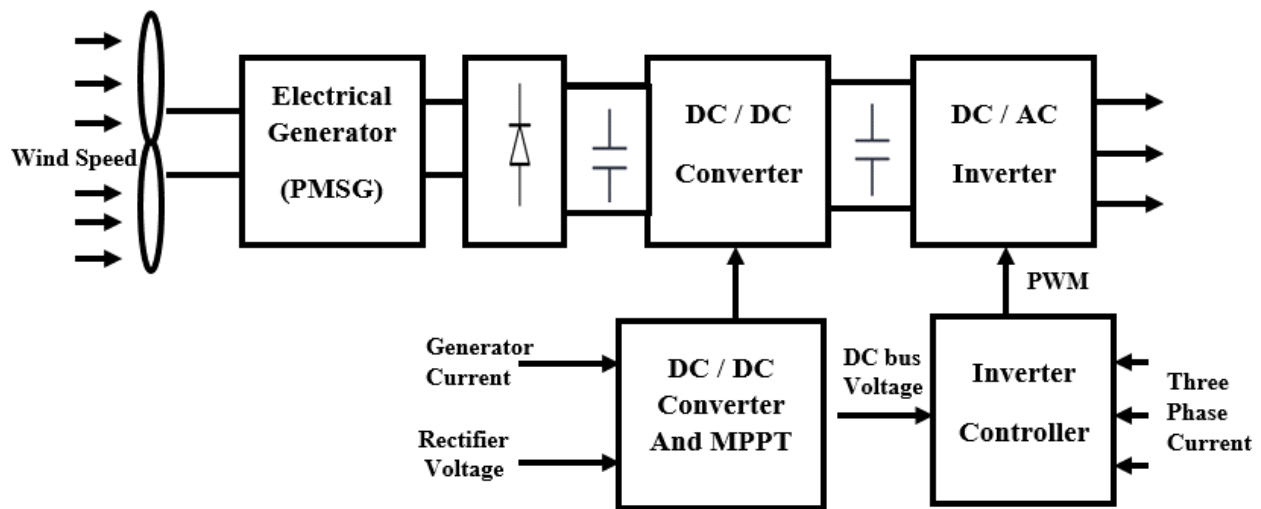 Wind Speed
Electrical
Generator
(PMSG)
DC / DC
Converter
DC / AC
Inverter
PWM
Generator
Current
Rectifier
Voltage
DC / DC
Converter
And MPPT
DC bus
Voltage
Inverter
Controller
Three
Phase
Current